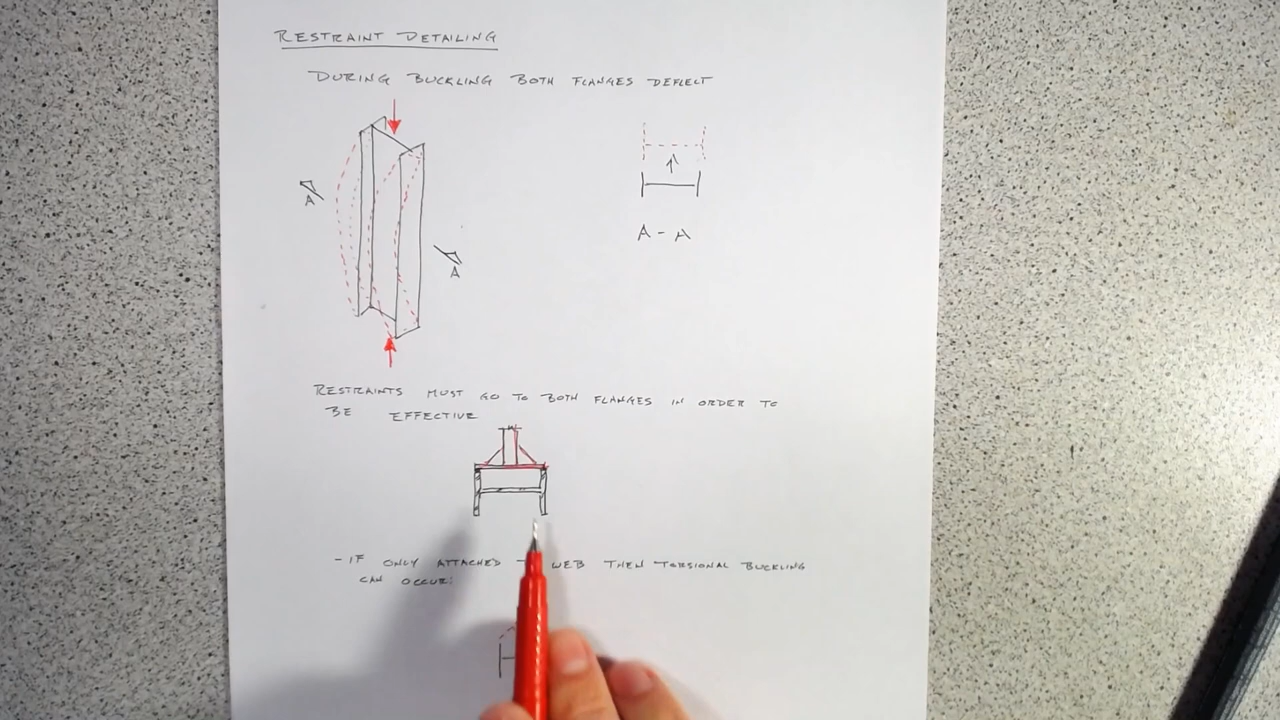 RESTRAINT DETAILING
DURING BUCKLING BOTH FLANGES DEFLECT
A
A
A - A
RESTRAINTS MUST GO TO BOTH FLANGES IN ORDER TO
BE EFFECTIVE
- IF ONLY ATTACHED WEB THEN TORSIONAL BUCKLING
CAN OCCUR: